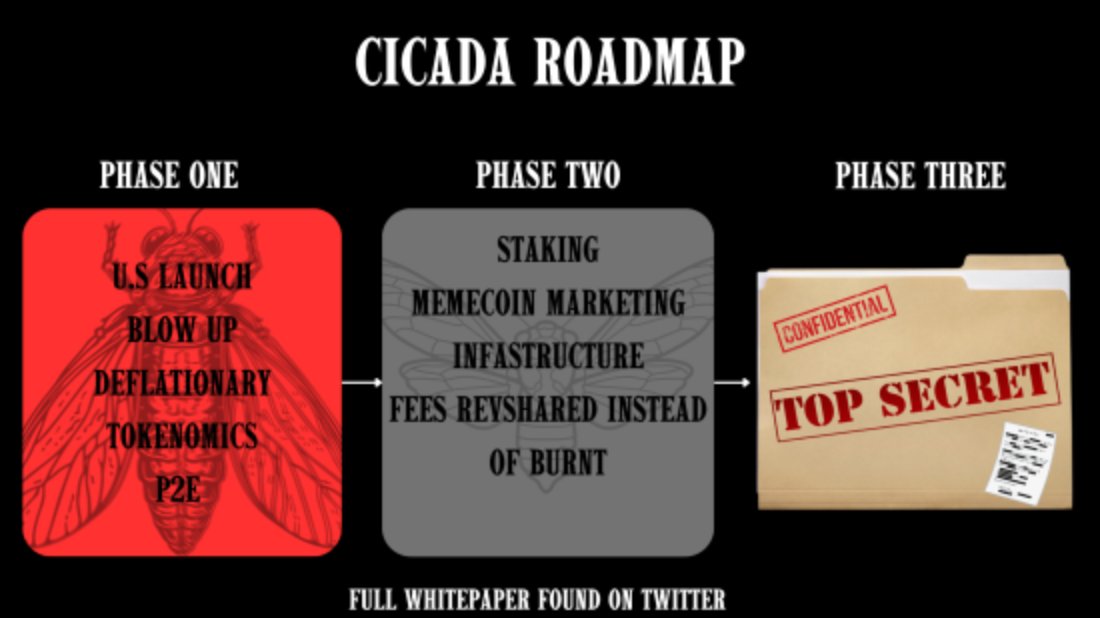 CICADA ROADMAP
PHASE ONE
U.S LAUNCH
BLOW UP
DEFLATIONARY
TOKENOMICS
P2E
PHASE TWO
STAKING
MEMECOIN MARKETING
INFASTRUCTURE
FEES REVSHARED INSTEAD
OF BURNT
PHASE THREE
CONFIDENTIAL
TOP SECRET
FULL WHITEPAPER FOUND ON TWITTER